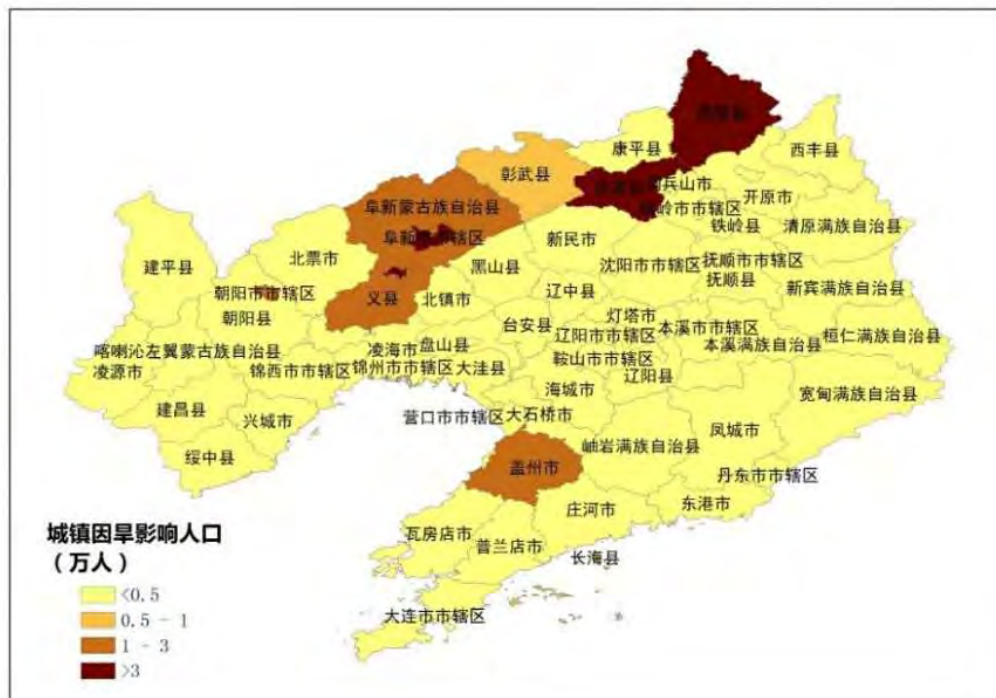 康平县
西丰县
彰武县
兵山市
开原市
阜新蒙古族自治县
岭市市辖区
铁岭县
清原满族自治县
阜新
市辖区
新民市
北票市
黑山县
沈阳市市辖区
抚顺市市辖区
抚顺县
建平县
新宾满族自治县
朝阳市市辖区
义县
北镇市
辽中县
朝阳县
灯塔市
台安县
辽阳市市辖区
本溪市市辖区
桓仁满族自治县
本溪满族自治县
喀喇沁左翼蒙古族自治县
凌海市
盘山县
鞍山市市辖区
凌源市
锦西市市辖区
锦州市市辖区
大洼县
辽阳县
海城市
宽甸满族自治县
建昌县
兴城市
营口市市辖区
大石桥市
岫岩满族自治县
凤城市
绥中县
盖州市
丹东市市辖区
庄河市
东港市
瓦房店市
普兰店市
长海县
大连市市辖区
城镇因旱影响人口
（万人）
<0.5
0.5 - 1
1 - 3
>3